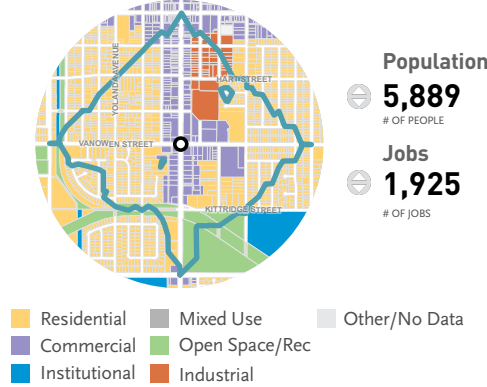 YOLANDA AVENUE
HART STREET
VANOWEN STREET
KITTRIDGE STREET
Population
5,889
# OF PEOPLE
Jobs
1,925
# OF JOBS
Residential
Mixed Use
Other/No Data
Commercial
Open Space/Rec
Institutional
Industrial